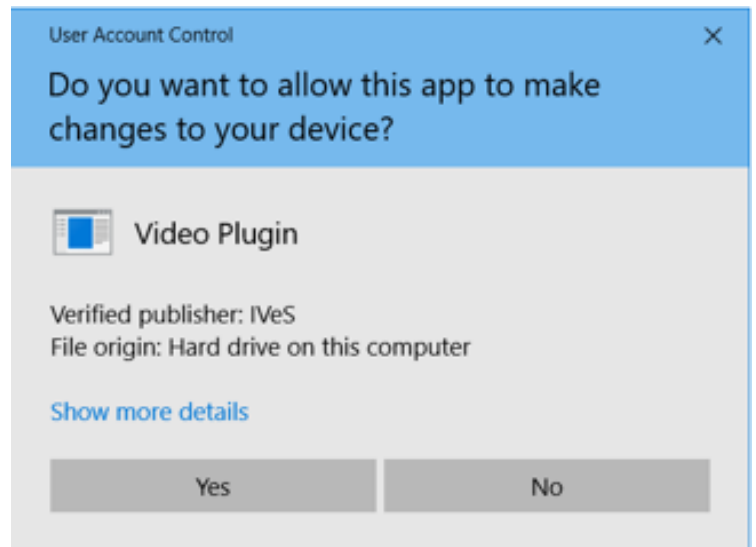 User Account Control
Do you want to allow this app to make
changes to your device?
Video Plugin
Verified publisher: IVeS
File origin: Hard drive on this computer
Show more details
Yes
No